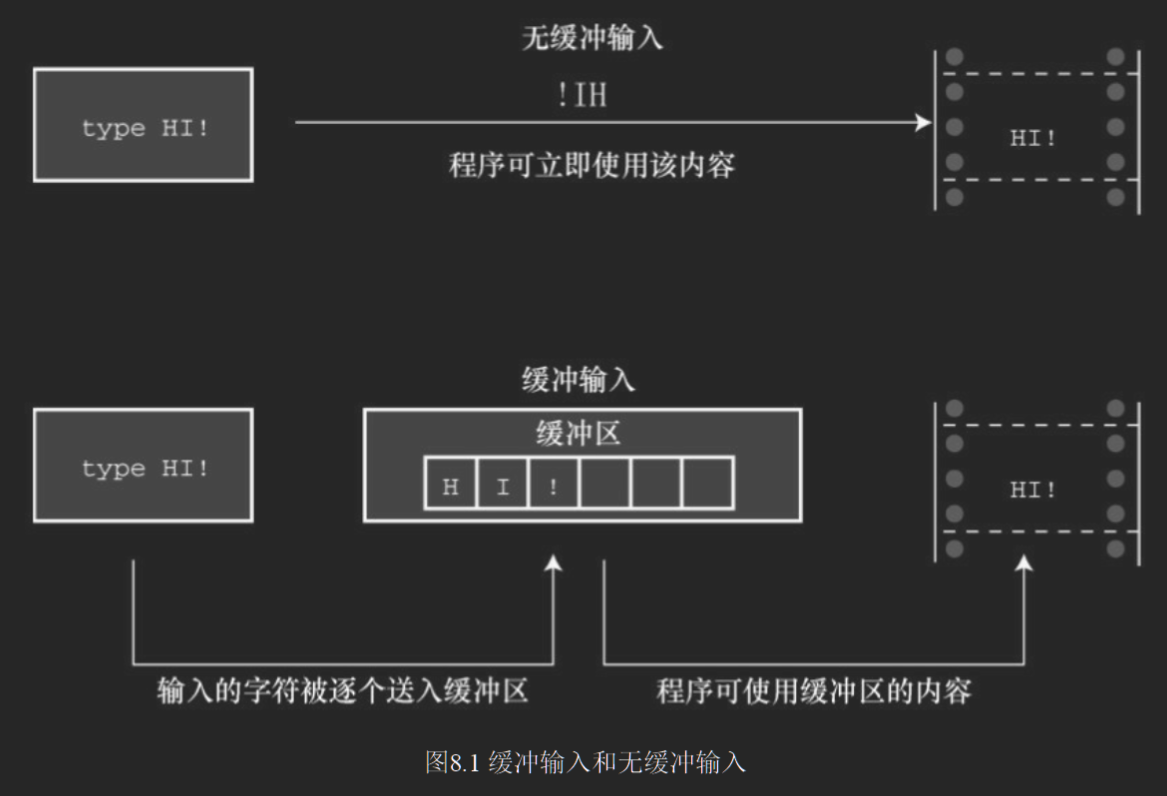 无缓冲输入
type HI!
!IH
HI!
程序可立即使用该内容
缓冲输入
type HI!
缓冲区
H I !
HI!
输入的字符被逐个送入缓冲区
程序可使用缓冲区的内容
图8.1 缓冲输入和无缓冲输入